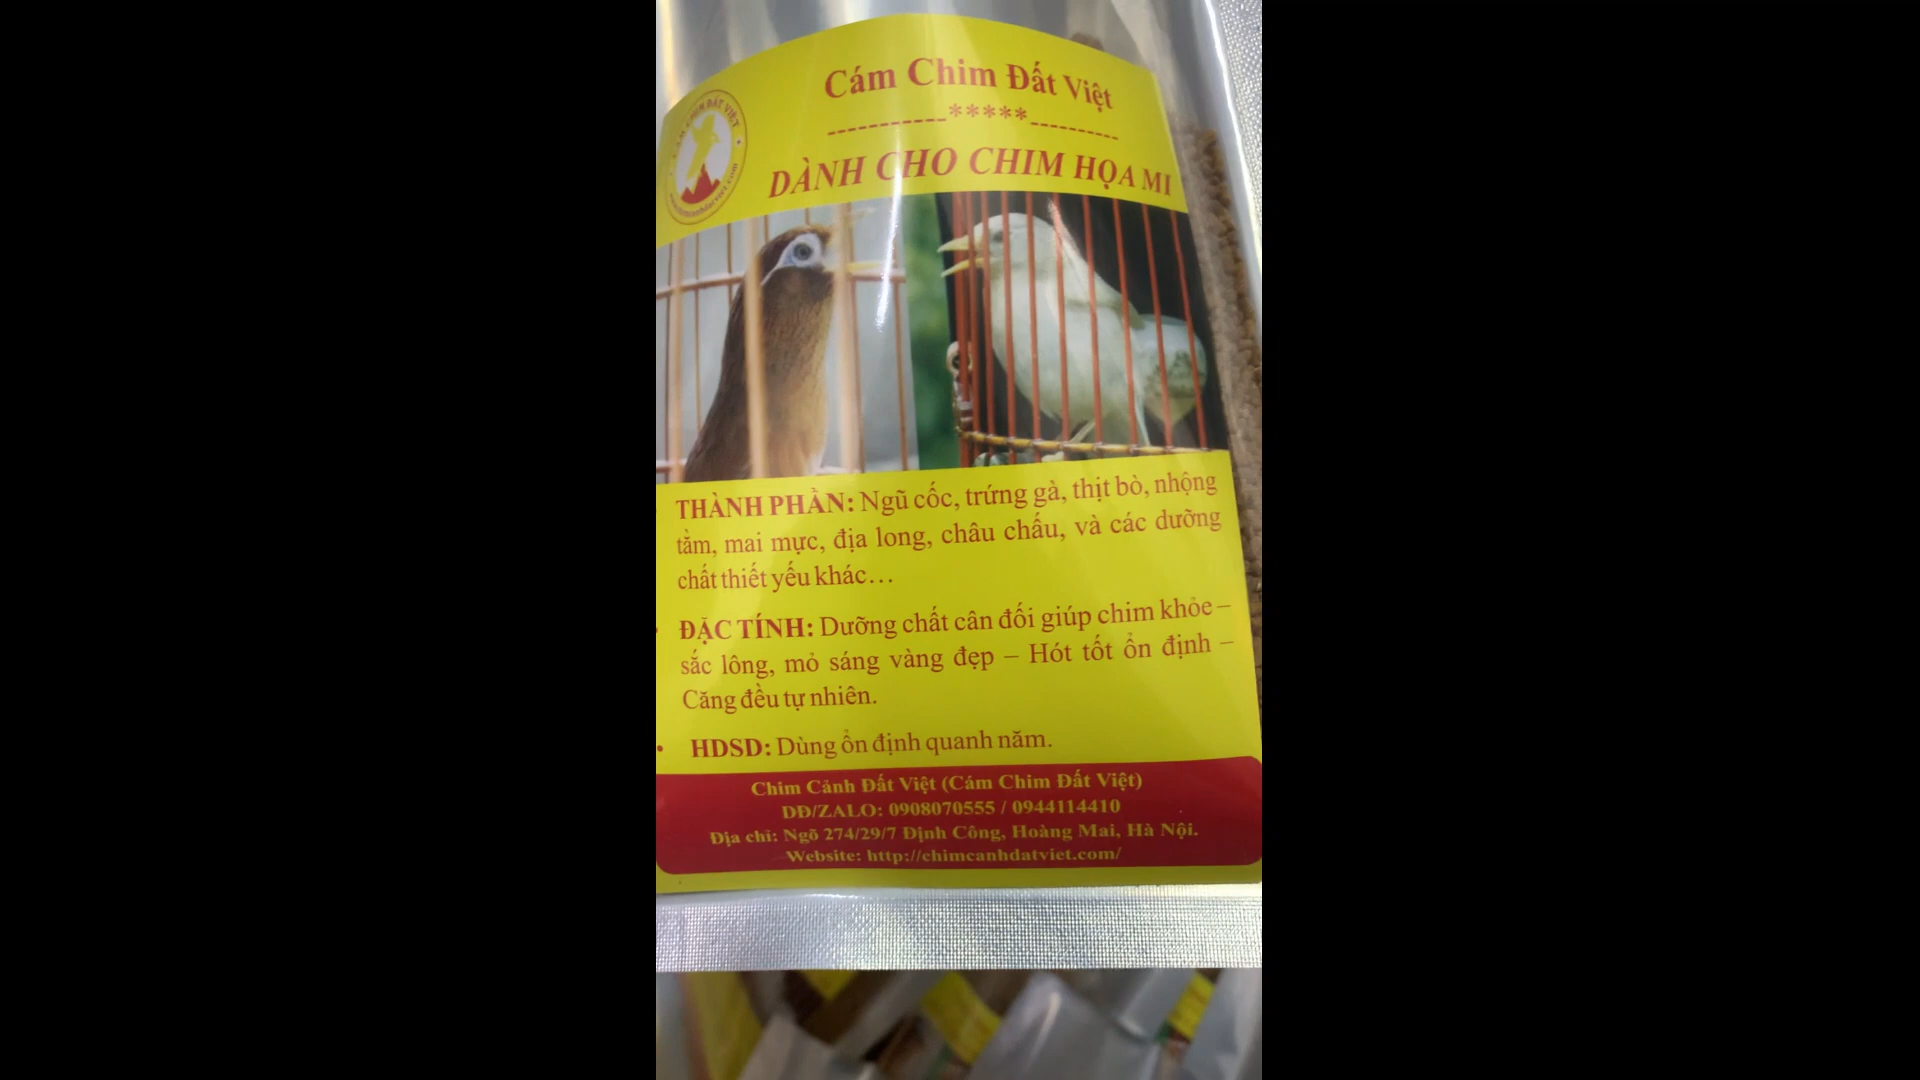 Cám Chim Đất Việt
-----------*****----------
DÀNH CHO CHIM HỌA MI
CÁM CHIM ĐẤT VIỆT
THÀNH PHẦN: Ngũ cốc, trứng gà, thịt bò, nhộng
tằm, mai mực, địa long, châu chấu, và các dưỡng
chất thiết yếu khác…
ĐẶC TÍNH: Dưỡng chất cân đối giúp chim khỏe –
sắc lông, mỏ sáng vàng đẹp – Hót tốt ổn định –
Căng đều tự nhiên.
• HDSD: Dùng ổn định quanh năm.
Chim Cảnh Đất Việt (Cám Chim Đất Việt)
DĐ/ZALO: 0908070555 / 0944114410
Địa chỉ: Ngõ 274/29/7 Định Công, Hoàng Mai, Hà Nội.
Website: http://chimcanhdatviet.com/